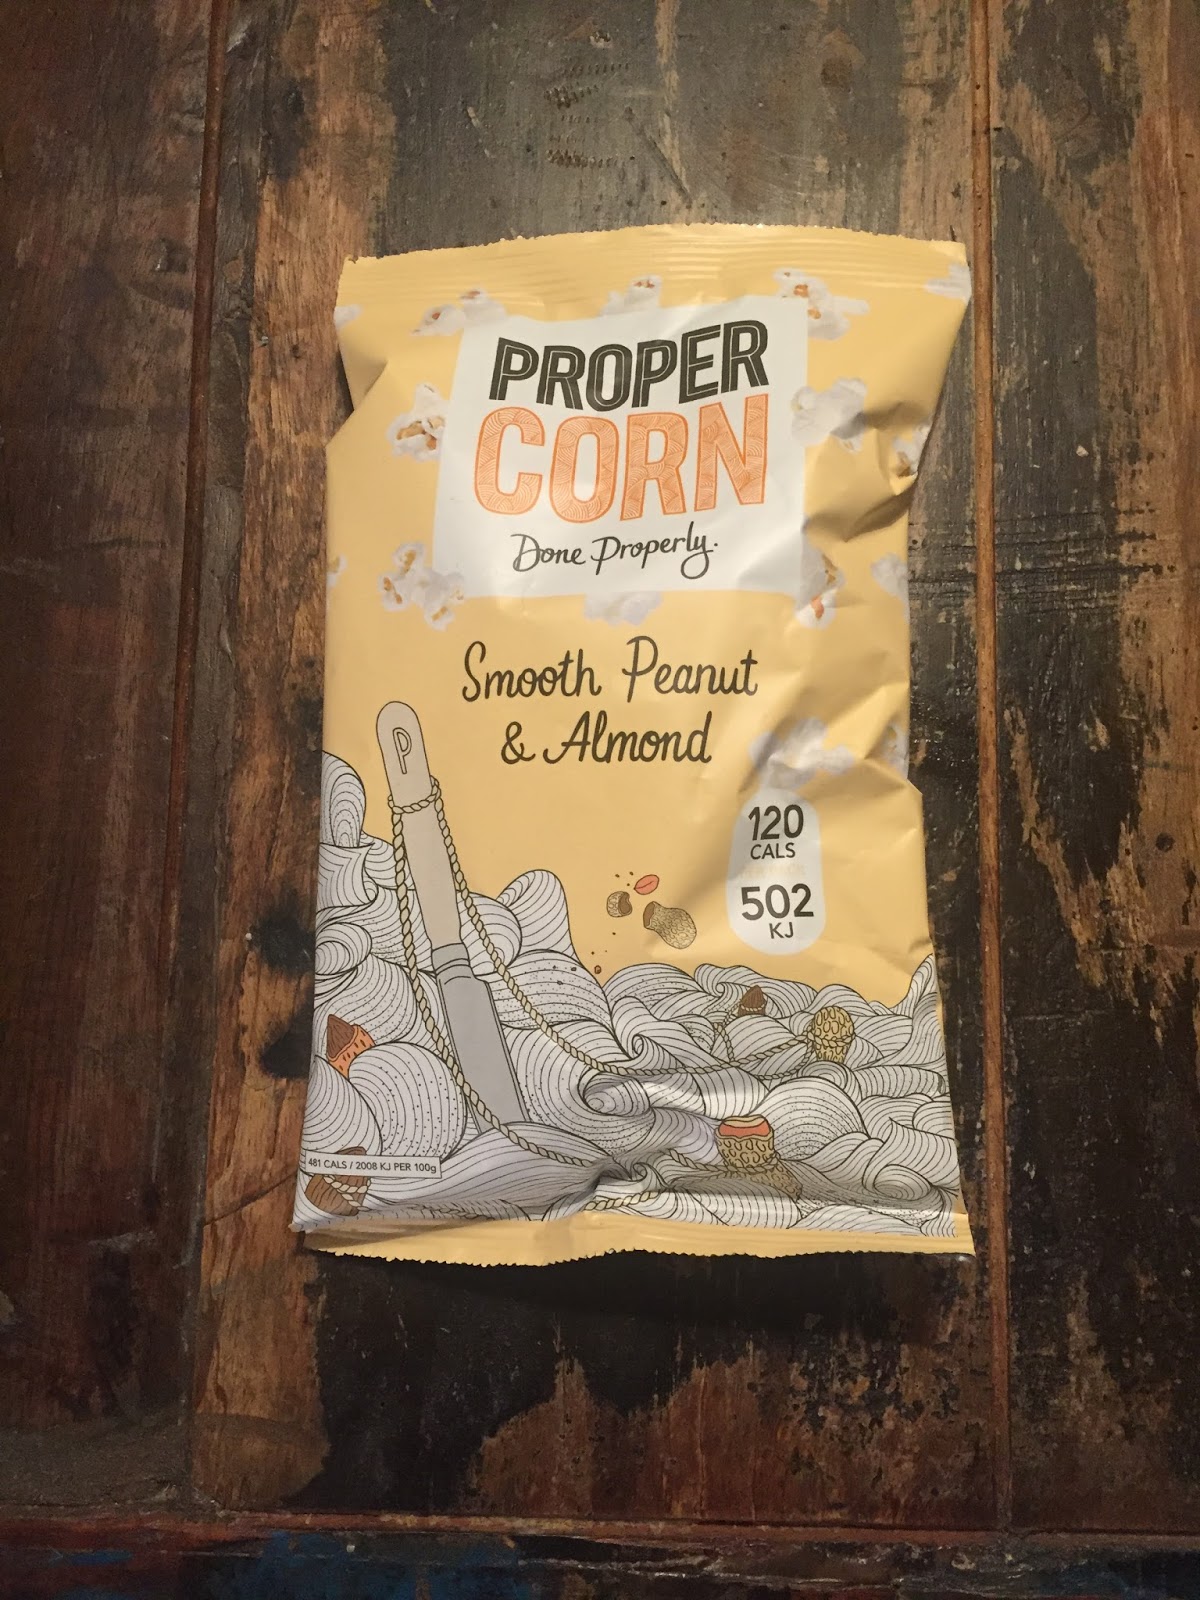 PROPER
CORN
Done Properly.
Smooth Peanut
& Almond
P
120
CALS
502
KJ
481 CALS / 2008 KJ PER 100g